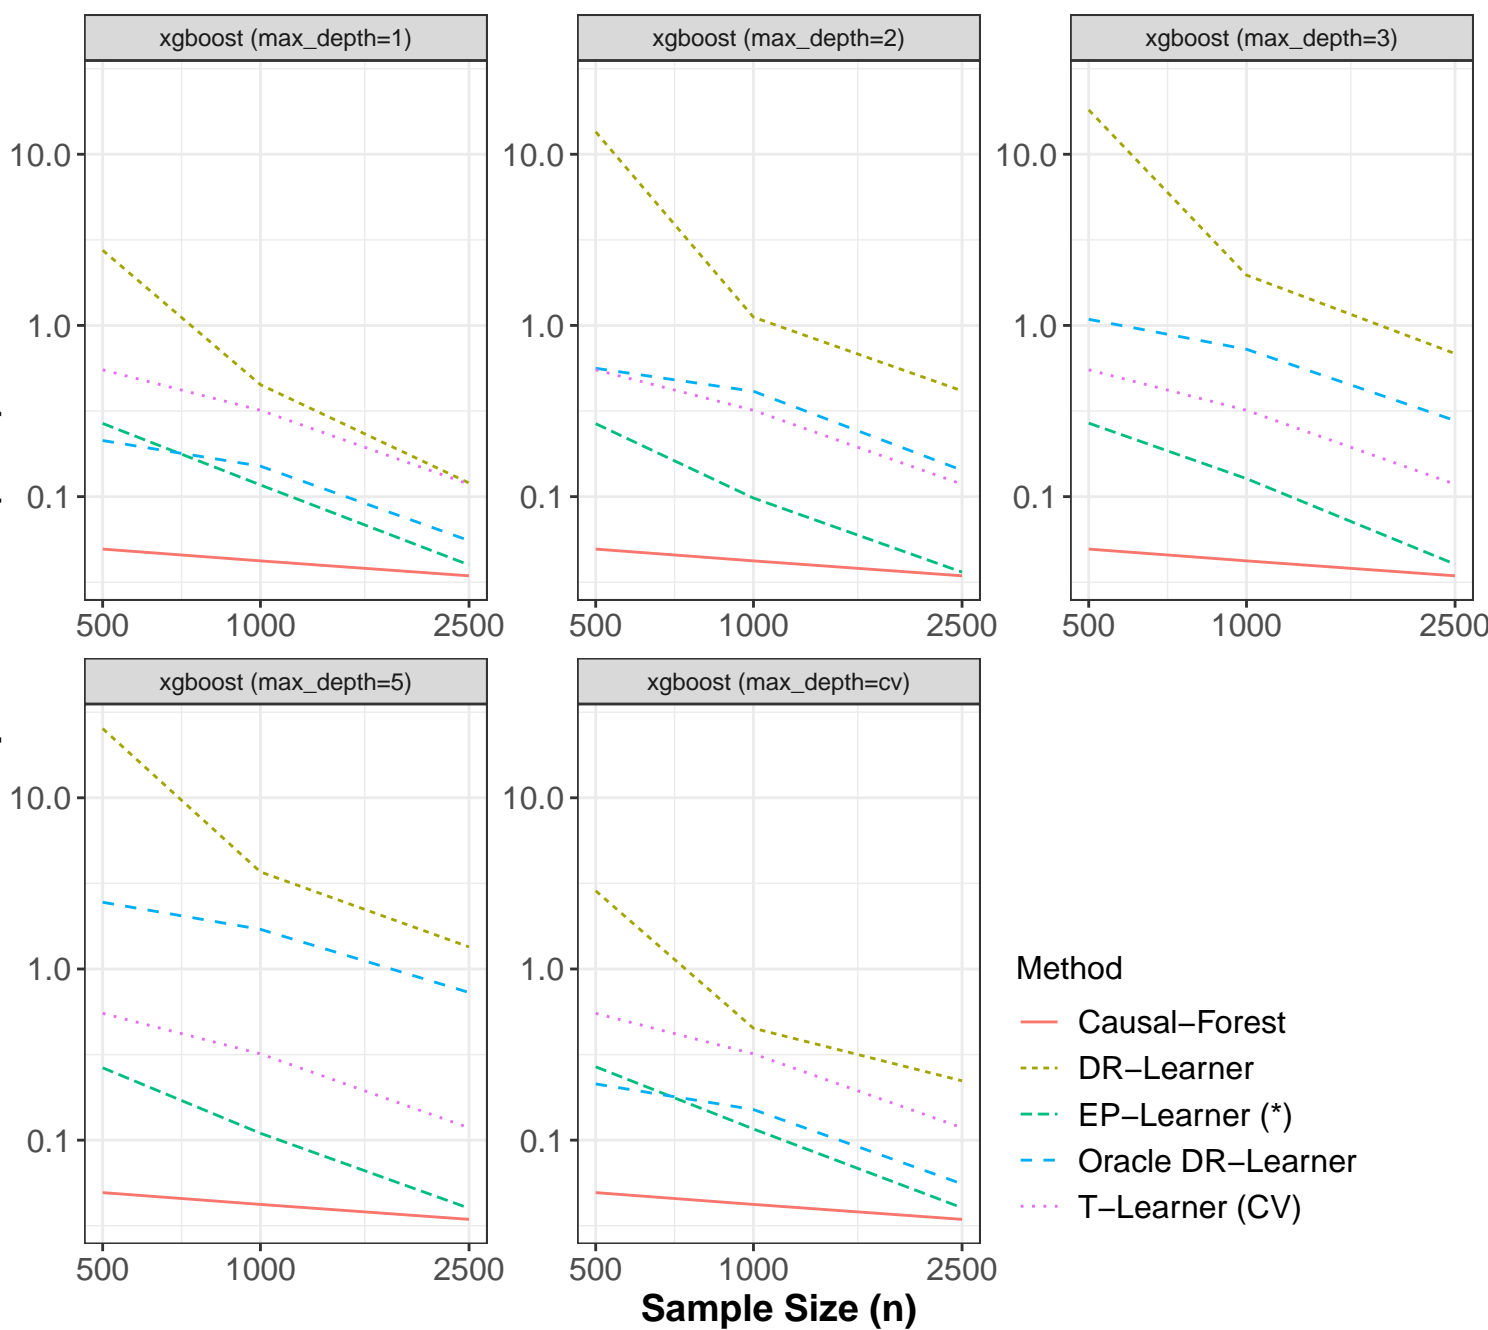 xgboost (max_depth=1)
xgboost (max_depth=2)
xgboost (max_depth=3)
10.0
1.0
0.1
10.0
1.0
0.1
10.0
1.0
0.1
500 1000 2500
500 1000 2500
500 1000 2500
xgboost (max_depth=5)
xgboost (max_depth=cv)
10.0
1.0
0.1
10.0
1.0
0.1
500 1000 2500
500 1000 2500
Sample Size (n)
Method
Causal−Forest
DR−Learner
EP−Learner (*)
Oracle DR−Learner
T−Learner (CV)